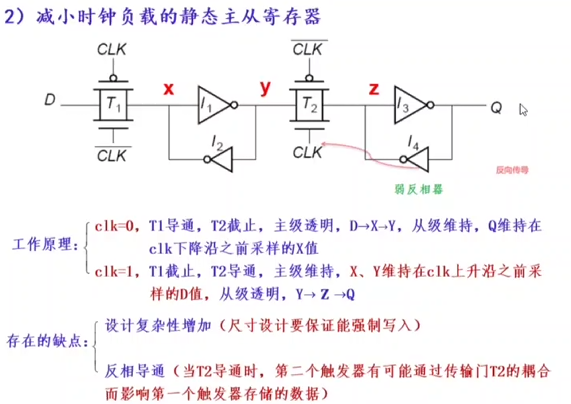 2）减小时钟负载的静态主从寄存器
CLK
CLK
D
T1
x
I1
y
T2
z
I3
Q
I2
I4
CLK
CLK
反向传导
弱反相器
工作原理：
clk=0，T1导通，T2截止，主级透明，D→X→Y，从级维持，Q维持在
clk下降沿之前采样的X值
clk=1，T1截止，T2导通，主级维持，X、Y维持在clk上升沿之前采
样的D值，从级透明，Y→ Z →Q
存在的缺点：
设计复杂性增加（尺寸设计要保证能强制写入）
反相导通（当T2导通时，第二个触发器有可能通过传输门T2的耦合
而影响第一个触发器存储的数据）